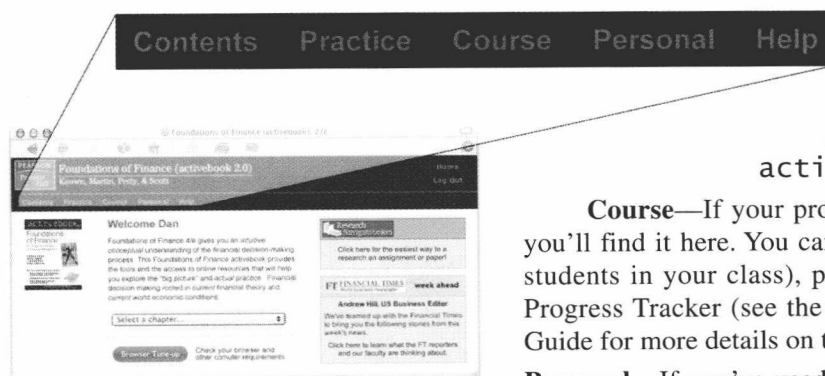 Contents Practice Course Personal Help
Foundations of Finance (activebook 2.0)
Keown, Martin, Petty, & Scott
Home
Log Out
Contents Practice Course Personal Help
activebook
Foundations
of Finance
Welcome Dan
Foundations of Finance 4/e gives you an intuitive
conceptual understanding of the financial decision-making
process. This Foundations of Finance activebook provides
the tools and the access to online resources that will help
you explore the "big picture" and actual practice. Financial
decision making rooted in current financial theory and
current world economic conditions.
Select a chapter...
Browser Tune-up
Check your browser and
other computer requirements
Research
Navigator
Click here for the easiest way to a
research an assignment or paper!
FT FINANCIAL TIMES week ahead
Andrew Hill, US Business Editor
We've teamed up with the Financial Times
to bring you the following stories from this
week's news.
Click here to learn what the FT reporters
and our faculty are thinking about.
acti
Course—If your pro
you'll find it here. You ca
students in your class), p
Progress Tracker (see the
Guide for more details on t